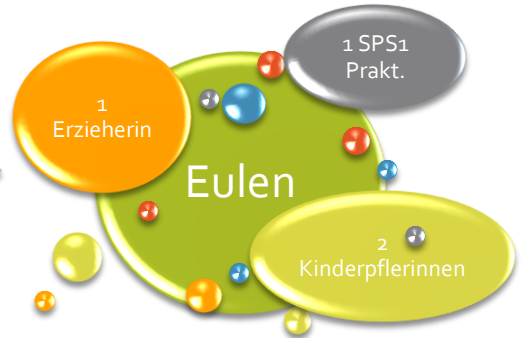 1 SPS1
Prakt.
1
Erzieherin
Eulen
2
Kinderpflerinnen